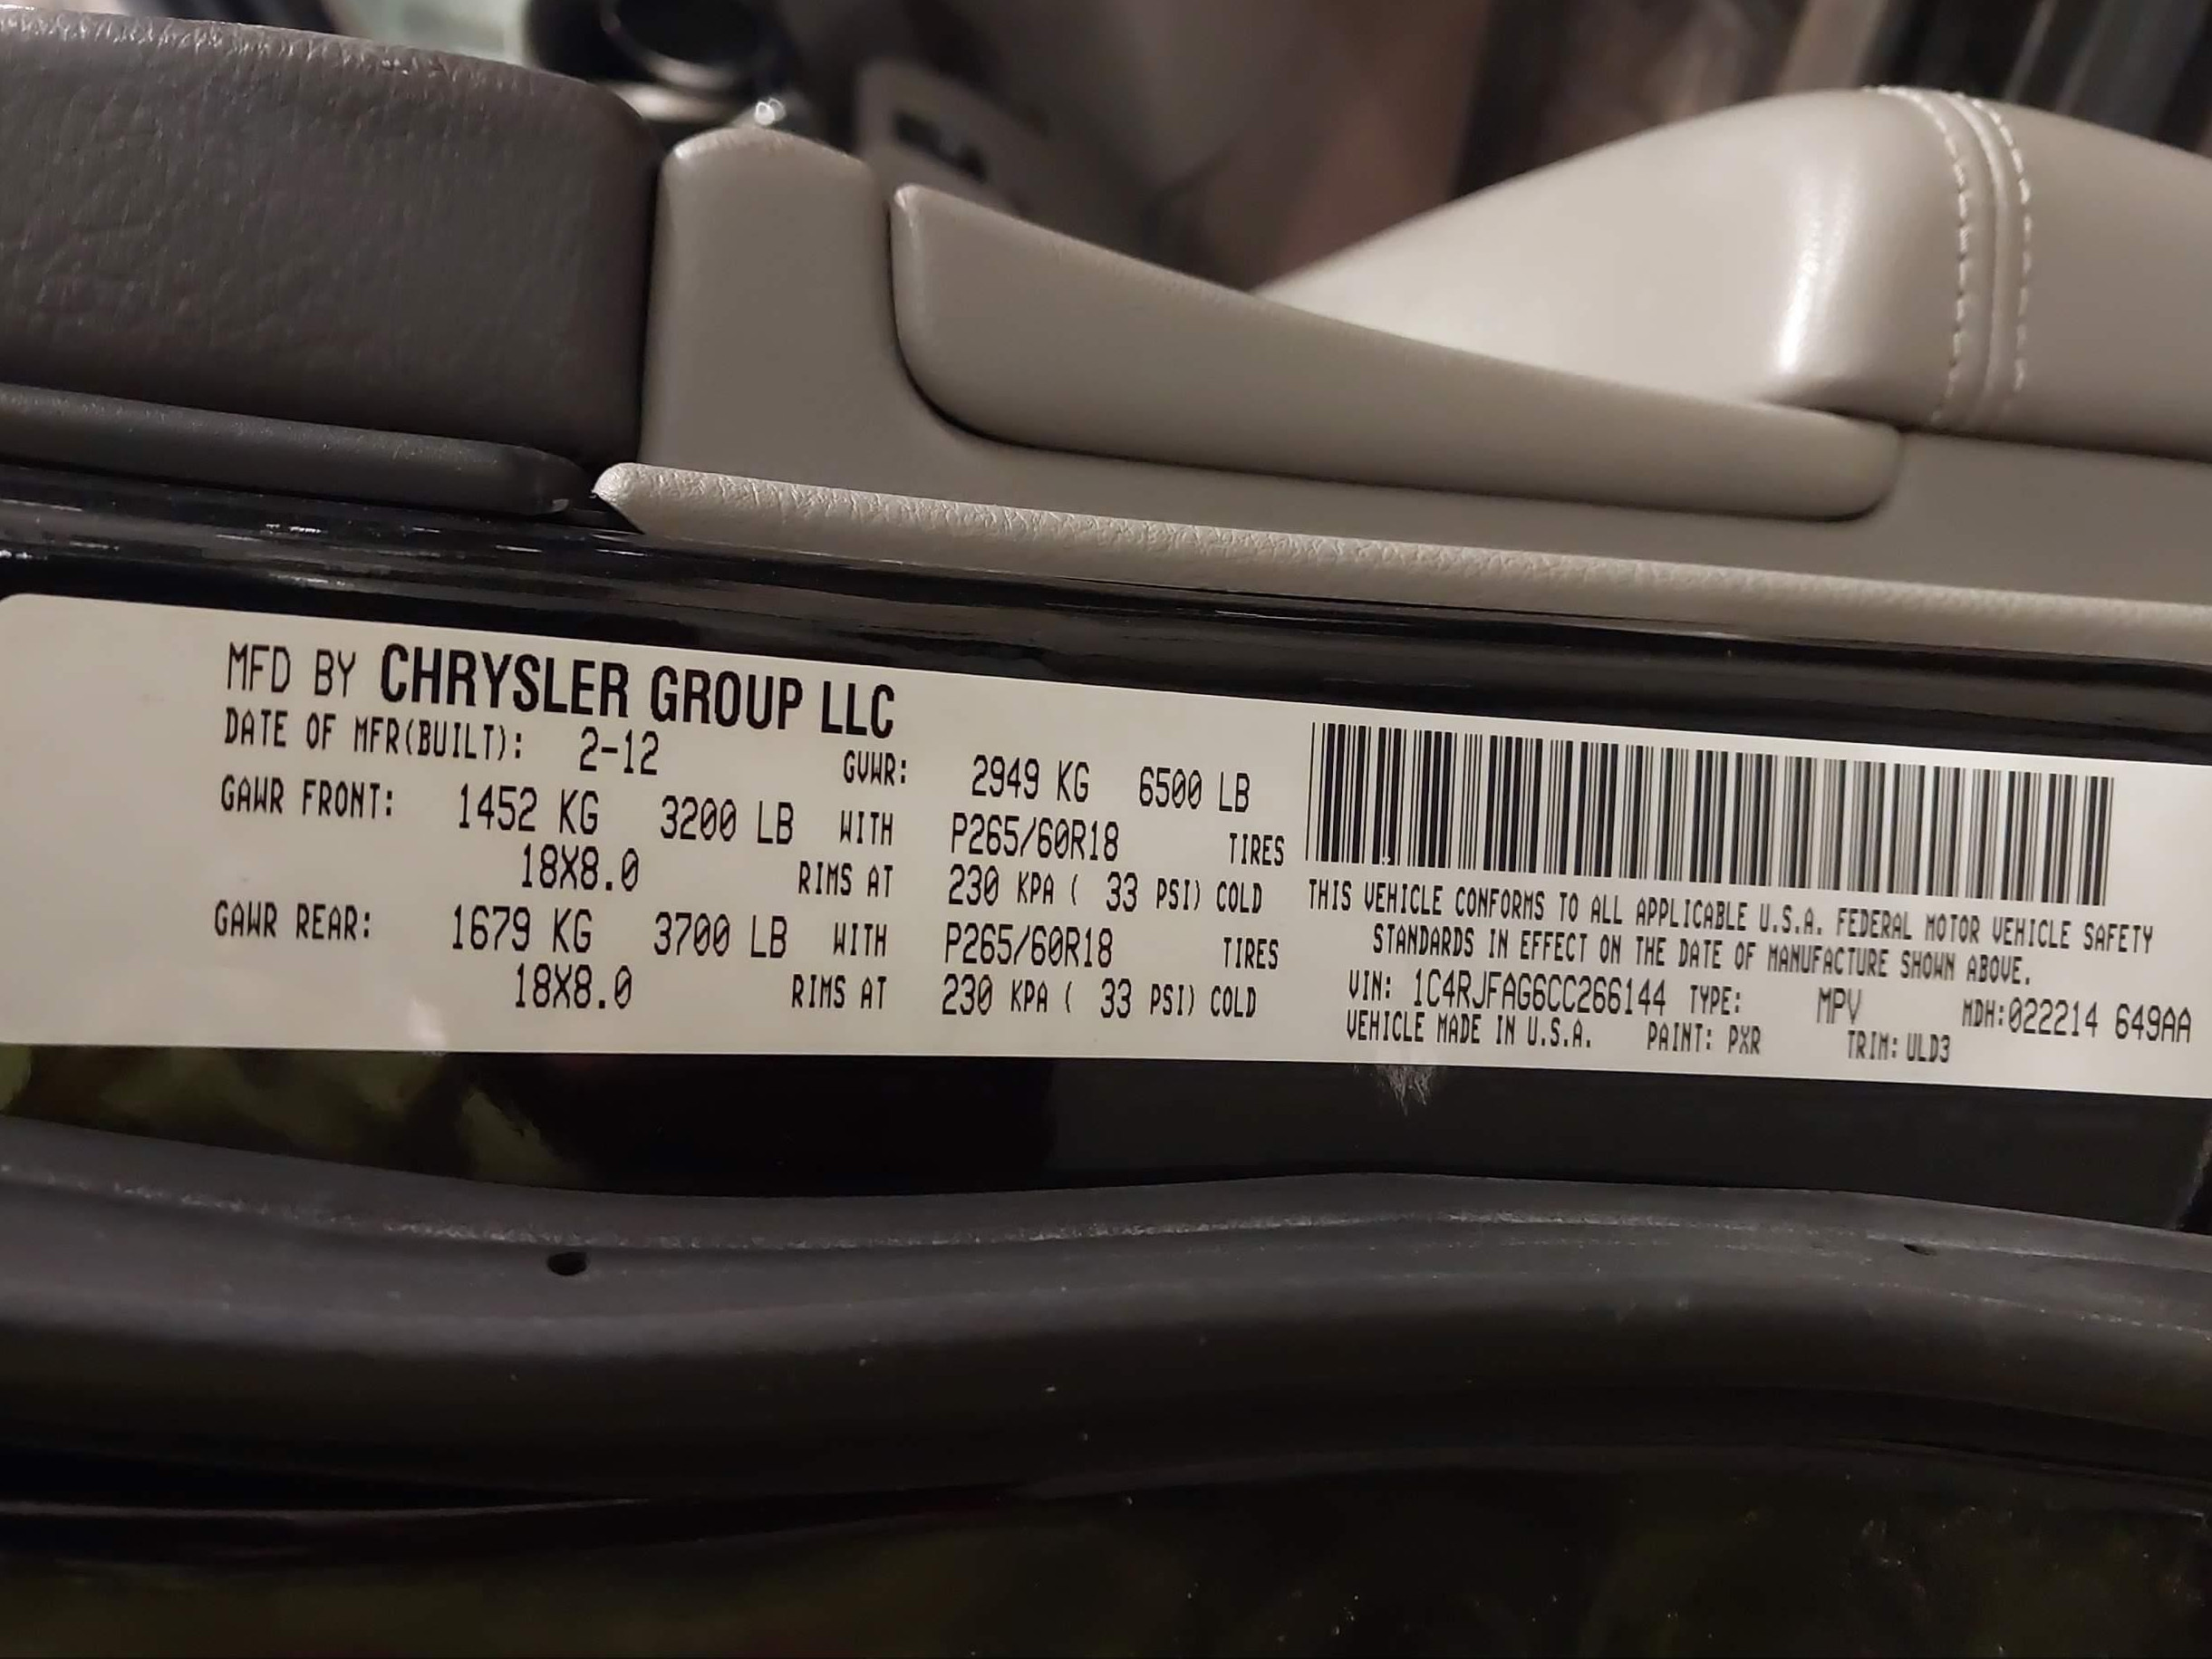 MFD BY CHRYSLER GROUP LLC
DATE OF MFR(BUILT): 2-12 GVWR: 2949 KG 6500 LB
GAWR FRONT: 1452 KG 3200 LB WITH P265/60R18 TIRES
18X8.0 RIMS AT 230 KPA ( 33 PSI) COLD
GAWR REAR: 1679 KG 3700 LB WITH P265/60R18 TIRES
18X8.0 RIMS AT 230 KPA ( 33 PSI) COLD
THIS VEHICLE CONFORMS TO ALL APPLICABLE U.S.A. FEDERAL MOTOR VEHICLE SAFETY
STANDARDS IN EFFECT ON THE DATE OF MANUFACTURE SHOWN ABOVE.
VIN: 1C4RJFAG6CC266144 TYPE: MPV MDH:022214 649AA
VEHICLE MADE IN U.S.A. PAINT: PXR TRIM: ULD3